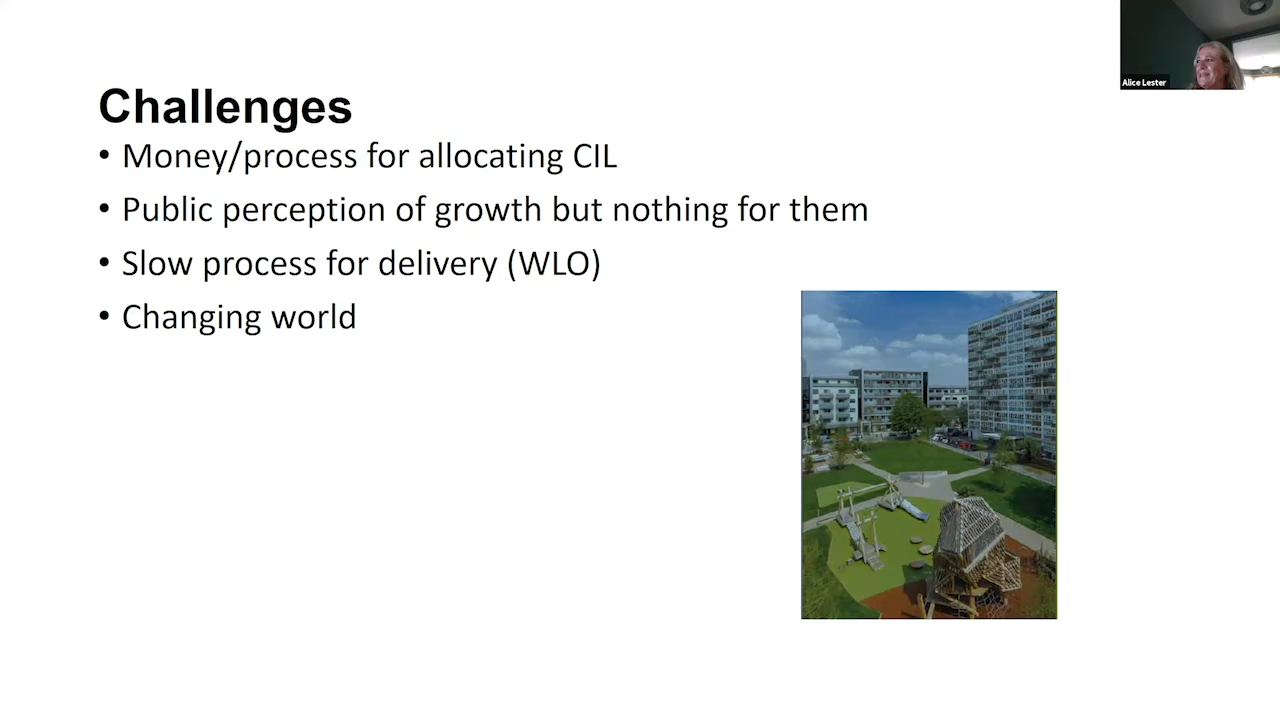 Alice Lester
Challenges
• Money/process for allocating CIL
• Public perception of growth but nothing for them
• Slow process for delivery (WLO)
• Changing world